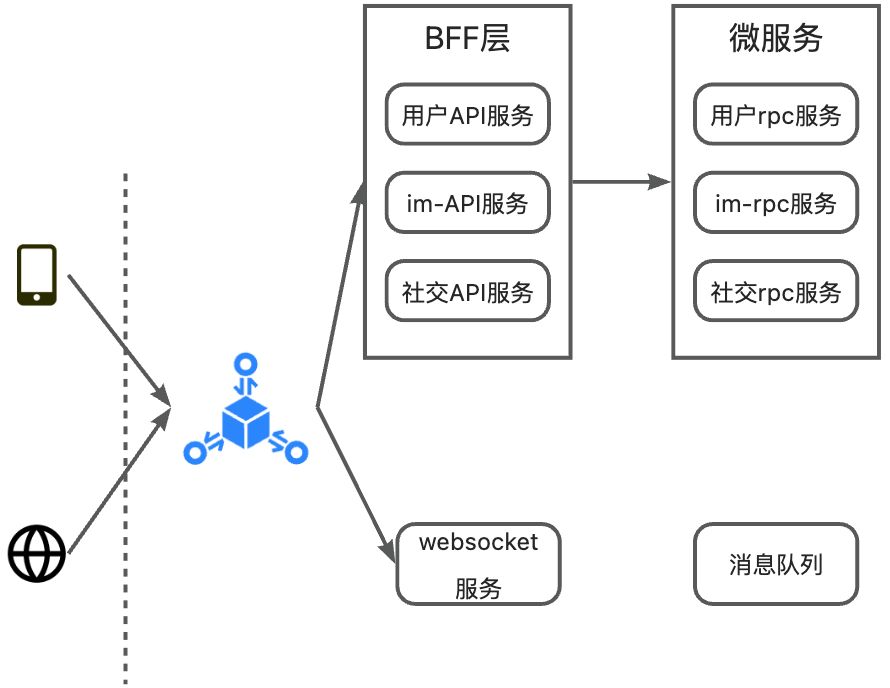 BFF层
用户API服务
im-API服务
社交API服务
微服务
用户rpc服务
im-rpc服务
社交rpc服务
websocket
服务
消息队列